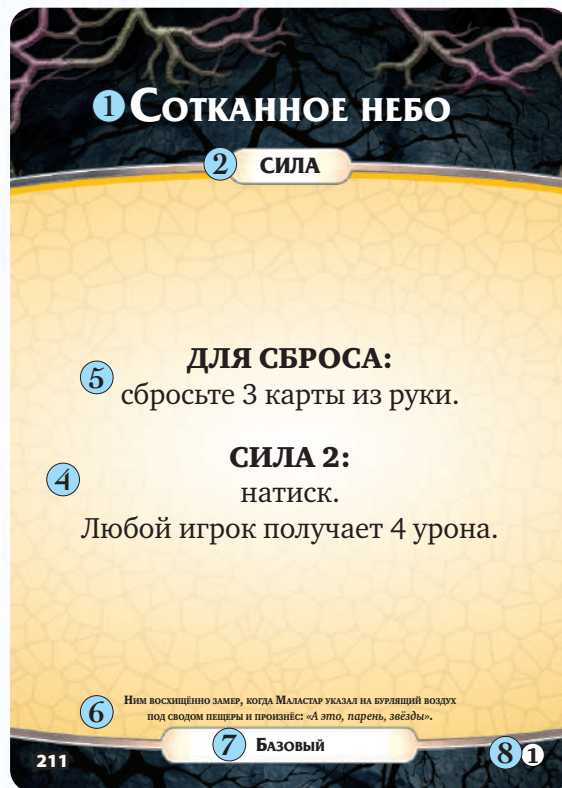 1 Сотканное небо
2 СИЛА
ДЛЯ СБРОСА:
5 сбросьте 3 карты из руки.
СИЛА 2:
4 натиск.
Любой игрок получает 4 урона.
6 Ним восхищённо замер, когда Маластар указал на бурлящий воздух
под сводом пещеры и произнёс: «А это, парень, звёзды».
7 Базовый
211 8 1